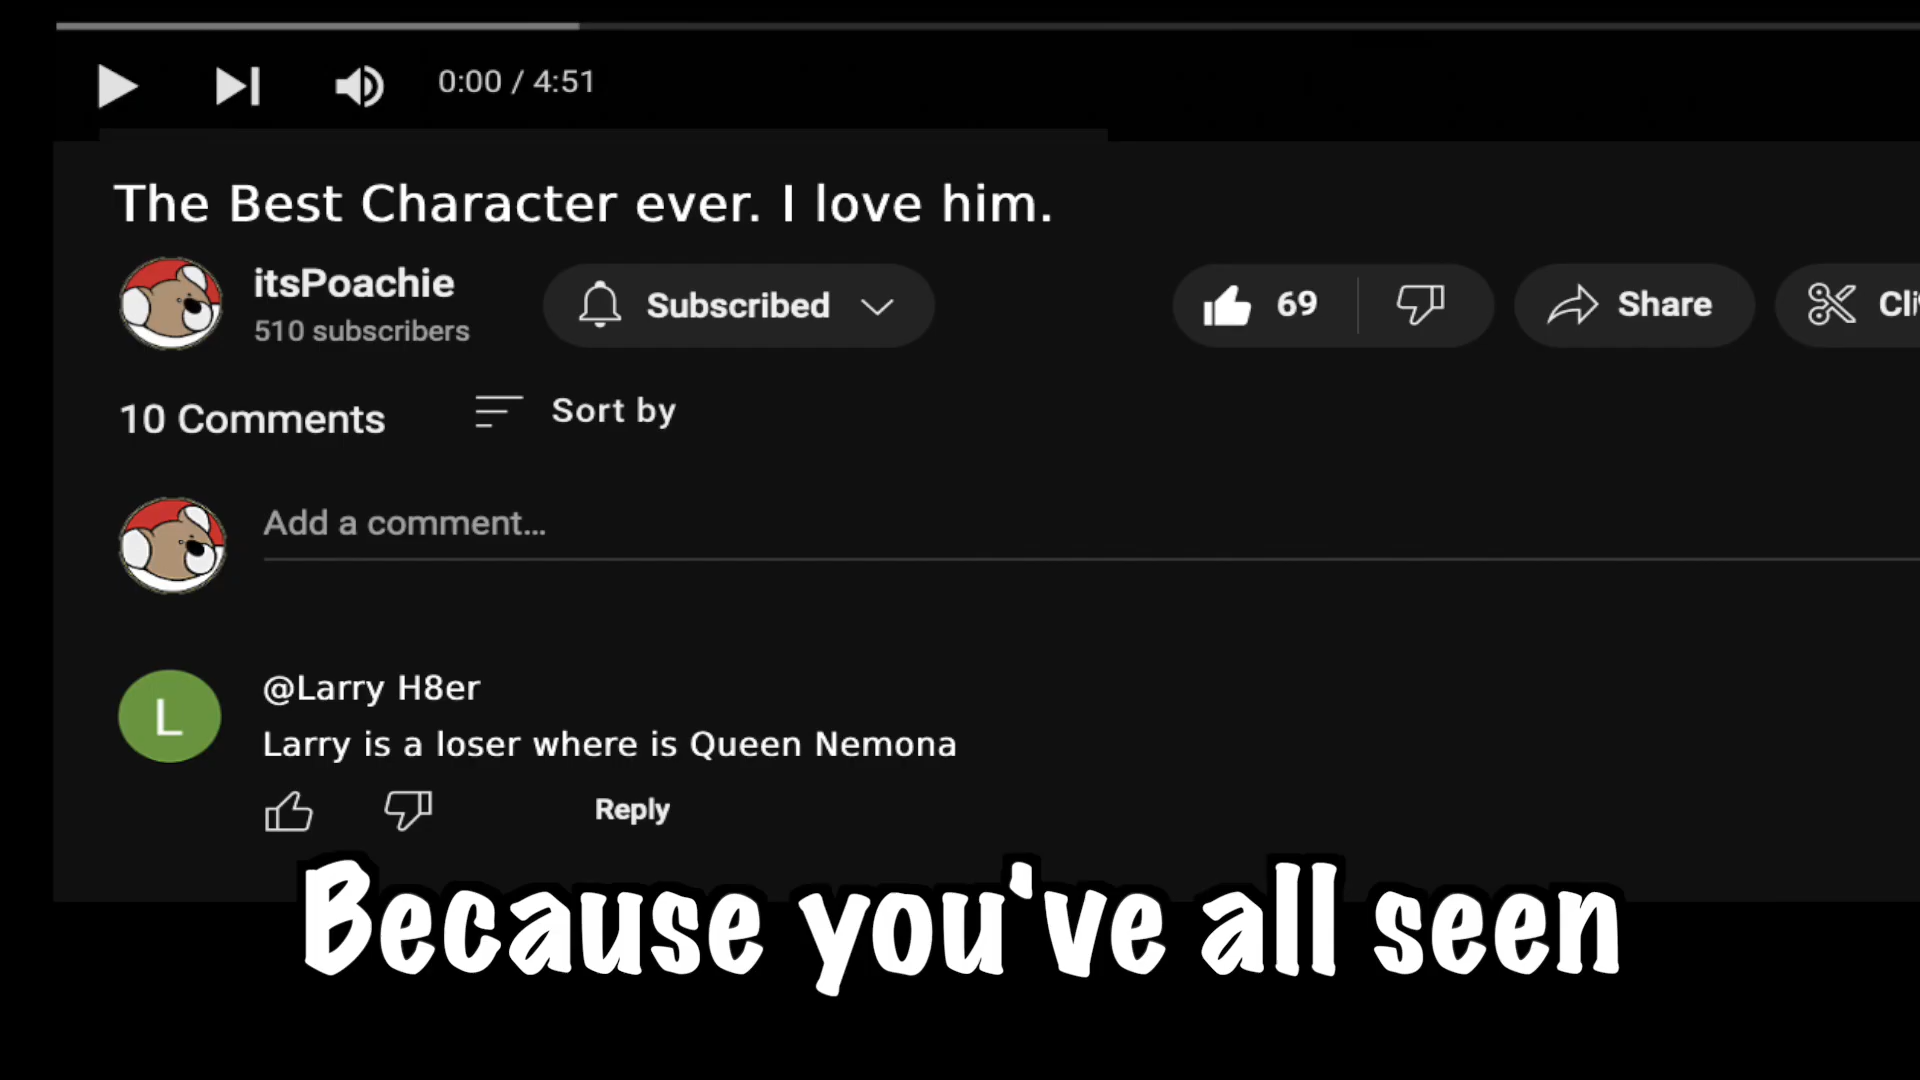 0:00 / 4:51
The Best Character ever. I love him.
itsPoachie
510 subscribers
Subscribed
69
Share
10 Comments
Sort by
Add a comment...
L
@Larry H8er
Larry is a loser where is Queen Nemona
Reply
Because you've all seen